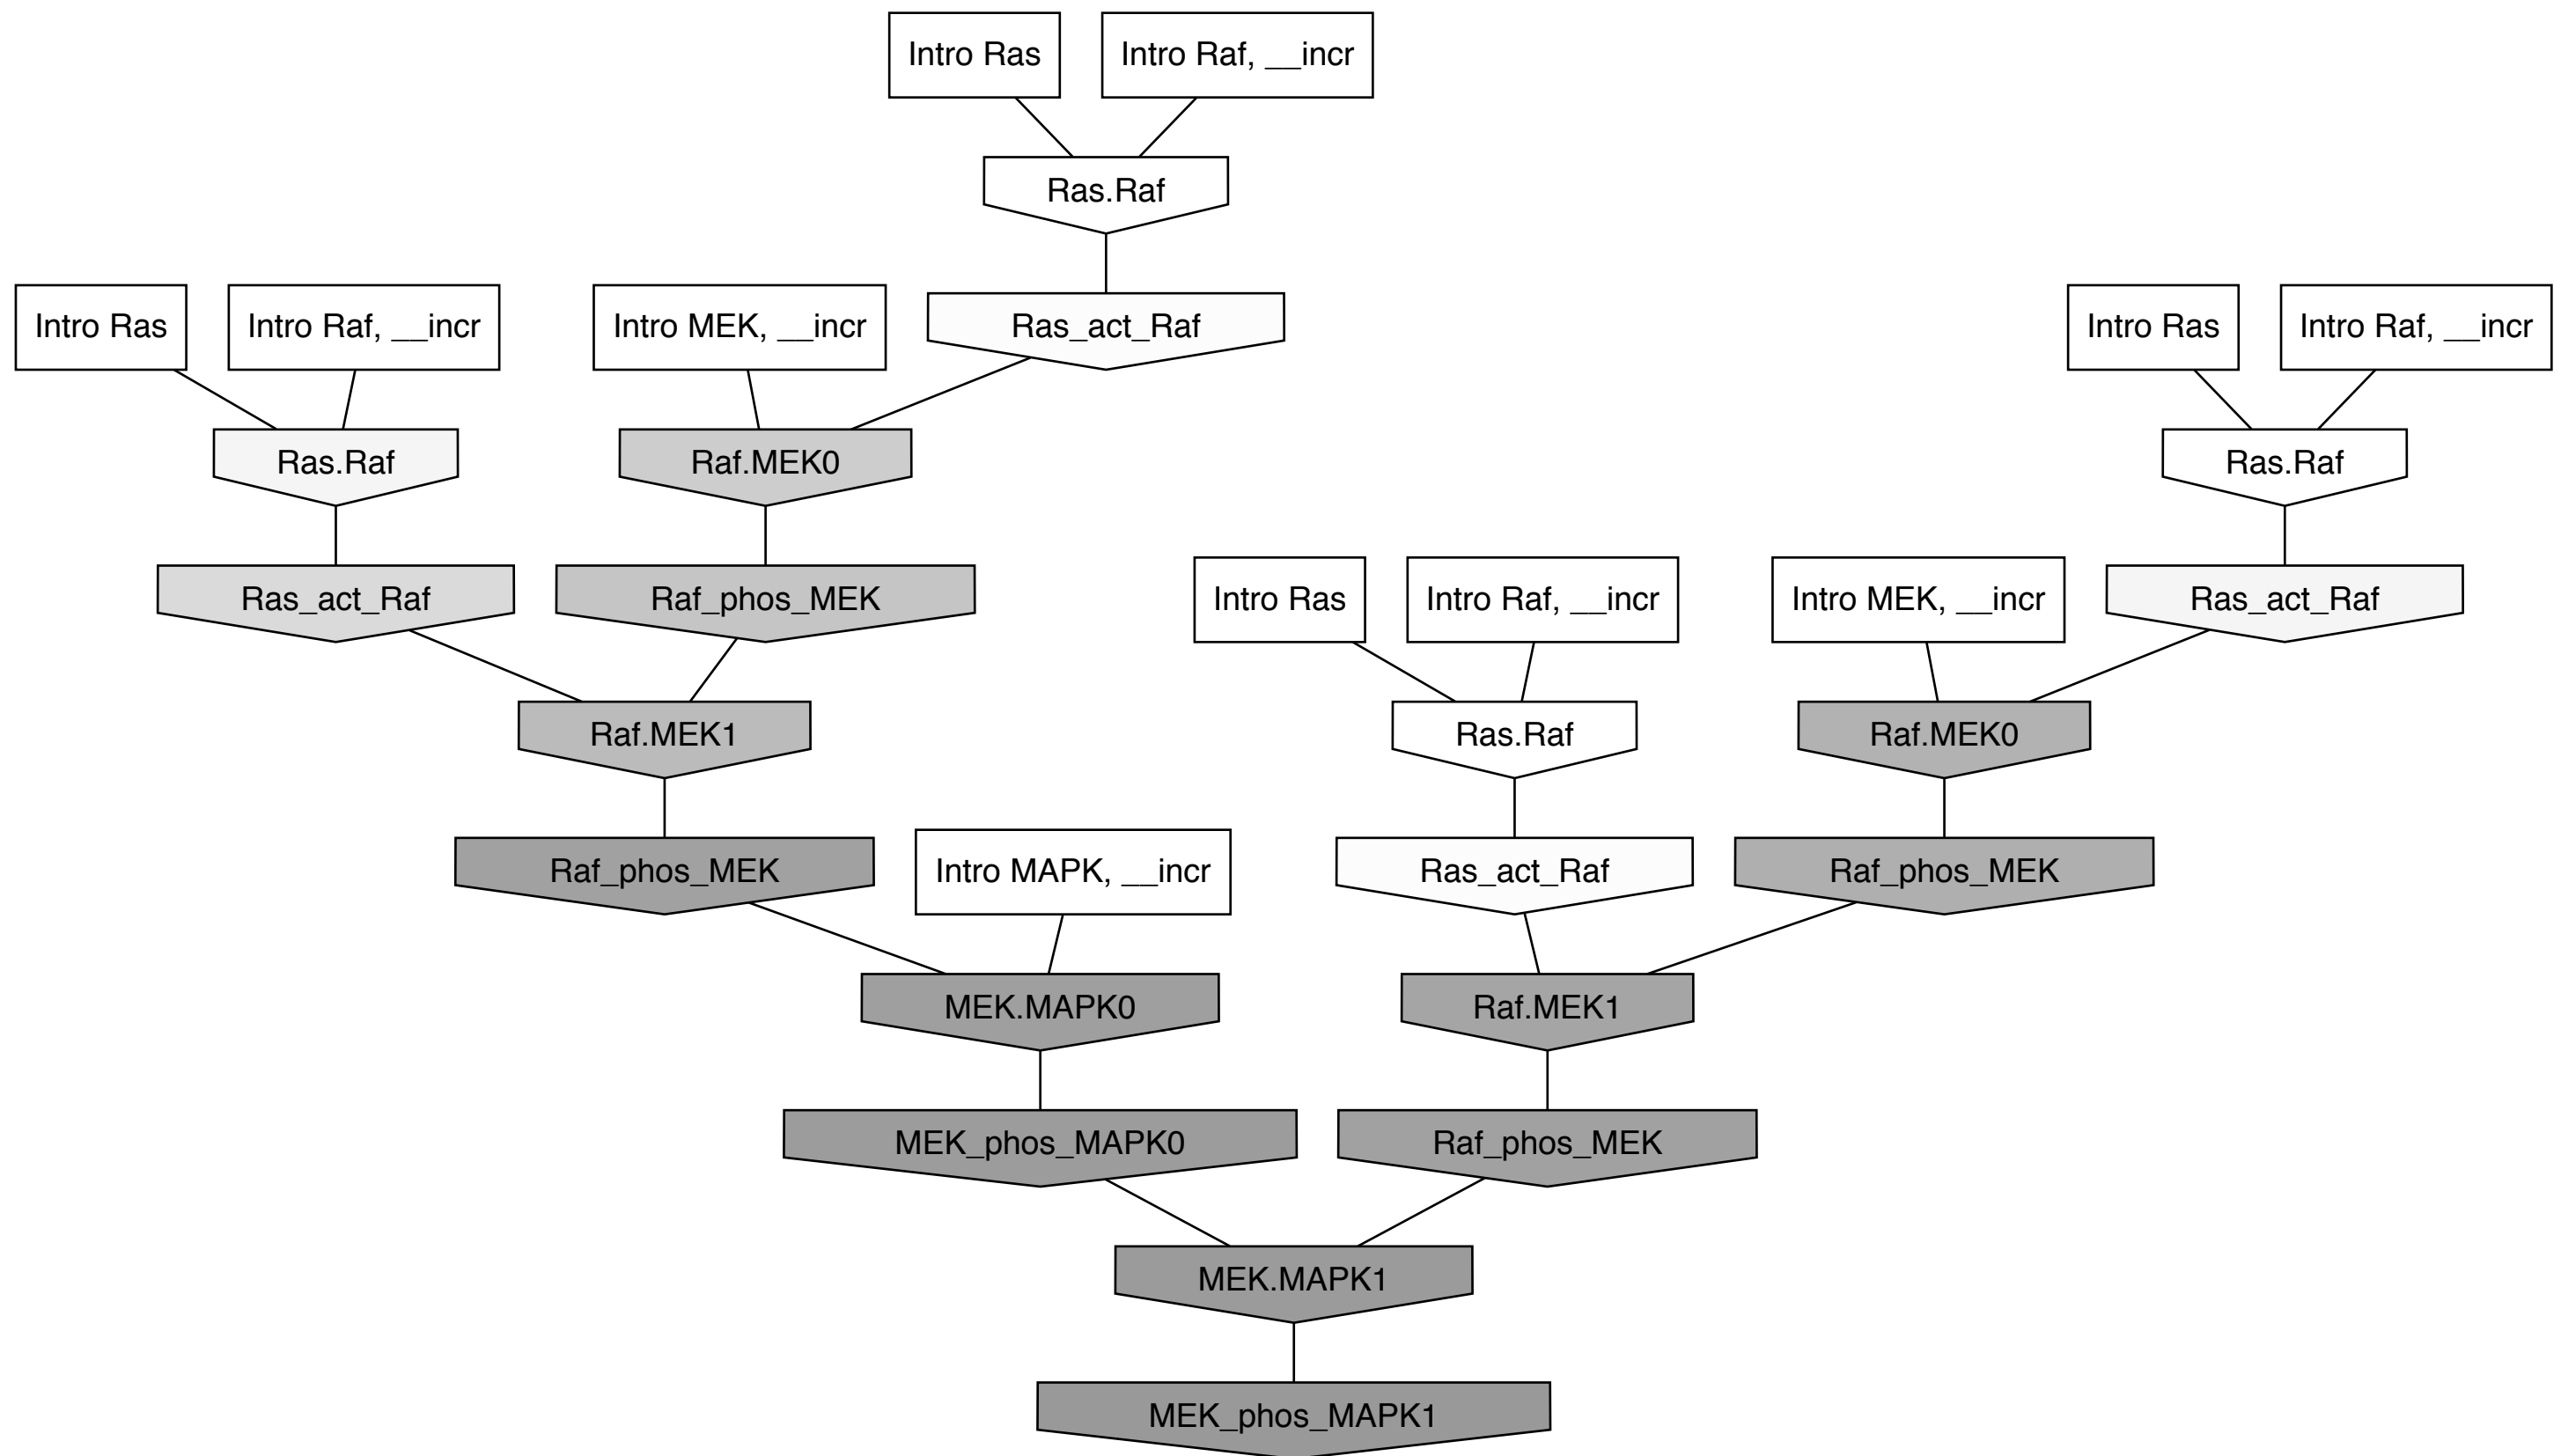 Intro Ras
Intro Raf, __incr
Ras.Raf
Intro Ras
Intro Raf, __incr
Intro MEK, __incr
Ras_act_Raf
Intro Ras
Intro Raf, __incr
Ras.Raf
Raf.MEK0
Ras.Raf
Ras_act_Raf
Raf_phos_MEK
Intro Ras
Intro Raf, __incr
Intro MEK, __incr
Ras_act_Raf
Raf.MEK1
Ras.Raf
Raf.MEK0
Raf_phos_MEK
Intro MAPK, __incr
Ras_act_Raf
Raf_phos_MEK
MEK.MAPK0
Raf.MEK1
MEK_phos_MAPK0
Raf_phos_MEK
MEK.MAPK1
MEK_phos_MAPK1